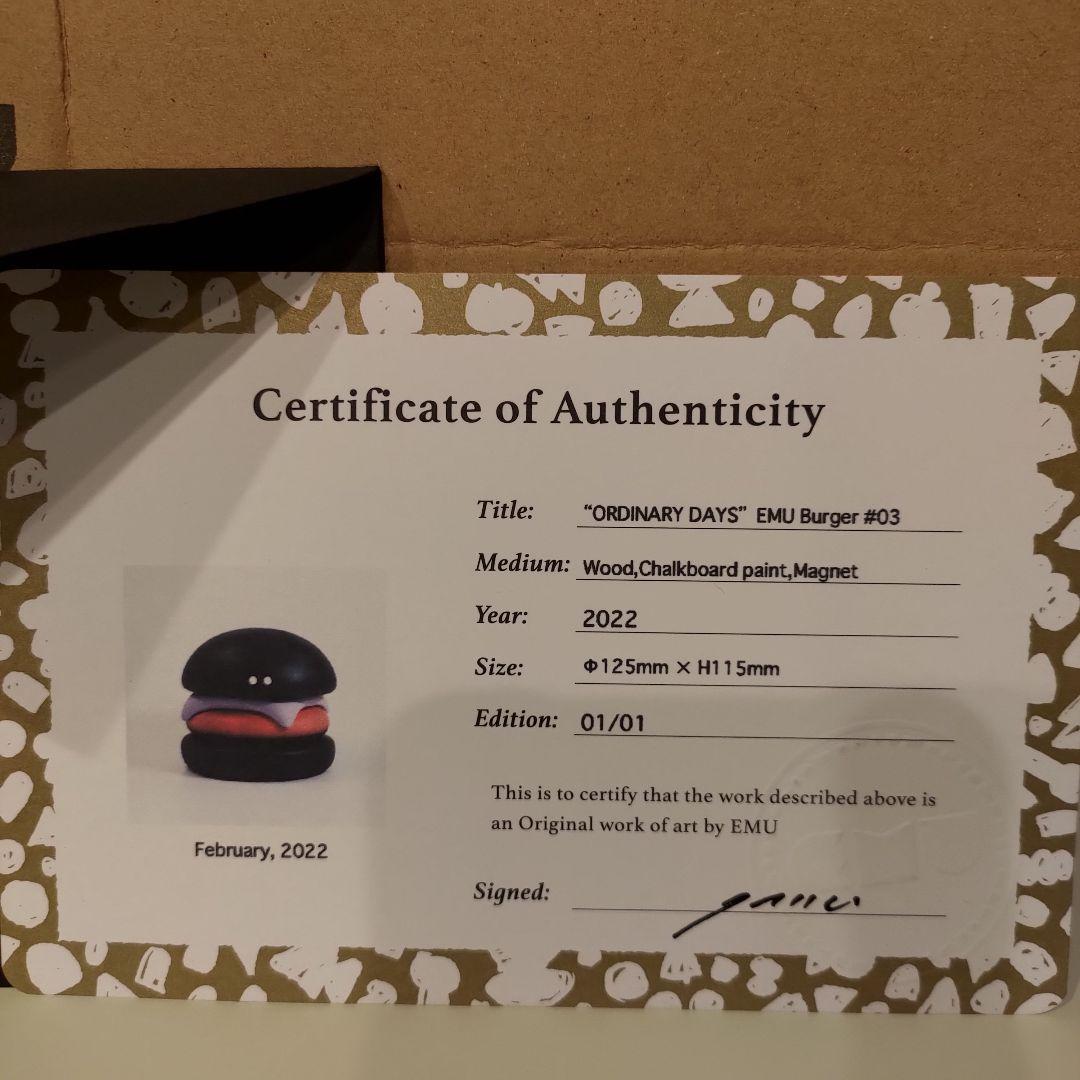 Certificate of Authenticity
Title: “ORDINARY DAYS” EMU Burger #03
Medium: Wood,Chalkboard paint,Magnet
Year: 2022
Size: Φ125mm × H115mm
Edition: 01/01
This is to certify that the work described above is
an Original work of art by EMU
February, 2022
Signed: